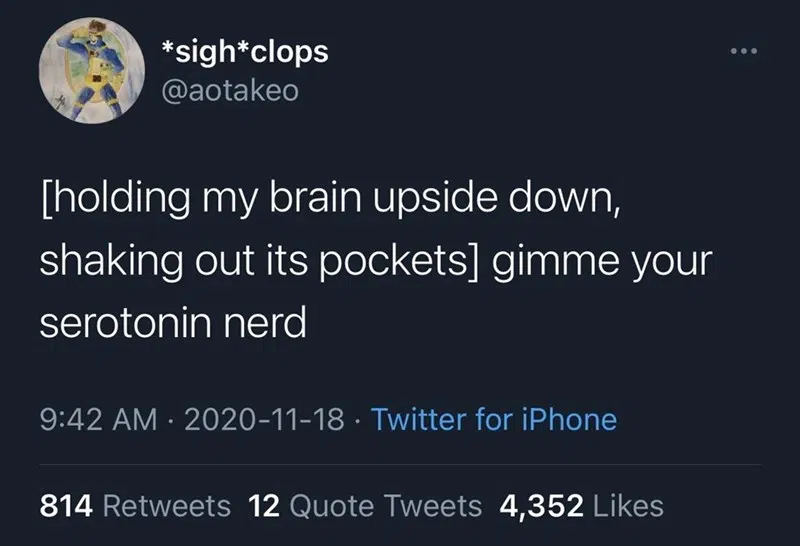 *sigh*clops
@aotakeo
[holding my brain upside down,
shaking out its pockets] gimme your
serotonin nerd
9:42 AM · 2020-11-18 · Twitter for iPhone
814 Retweets 12 Quote Tweets 4,352 Likes